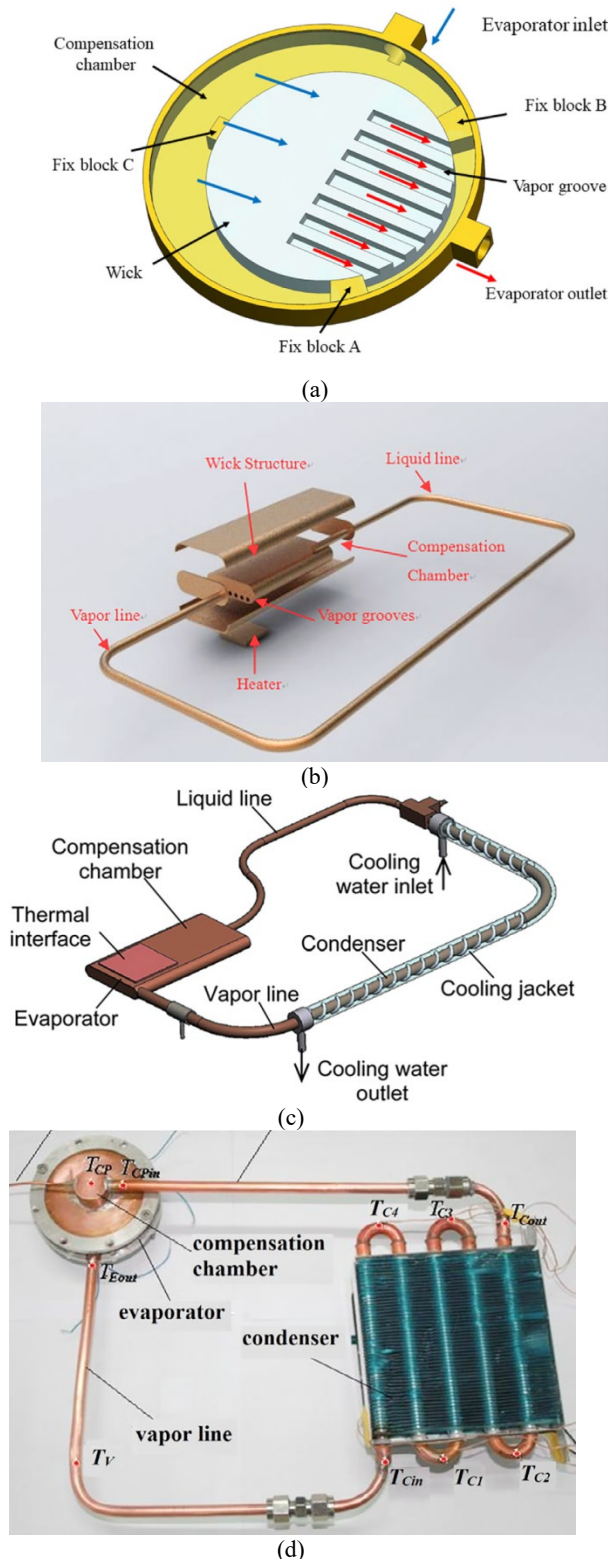 Compensation
chamber
Evaporator inlet
Fix block B
Fix block C
Vapor groove
Wick
Evaporator outlet
Fix block A
(a)
Wick Structure
Liquid line
Compensation
Chamber
Vapor line
Vapor grooves
Heater
(b)
Liquid line
Compensation
chamber
Thermal
interface
Cooling
water inlet
Condenser
Evaporator
Vapor line
Cooling jacket
Cooling water
outlet
(c)
TCP
TCPin
TC4
TC3
TCout
compensation
chamber
TEout
evaporator
condenser
vapor line
TV
TCin
TC1
TC2
(d)